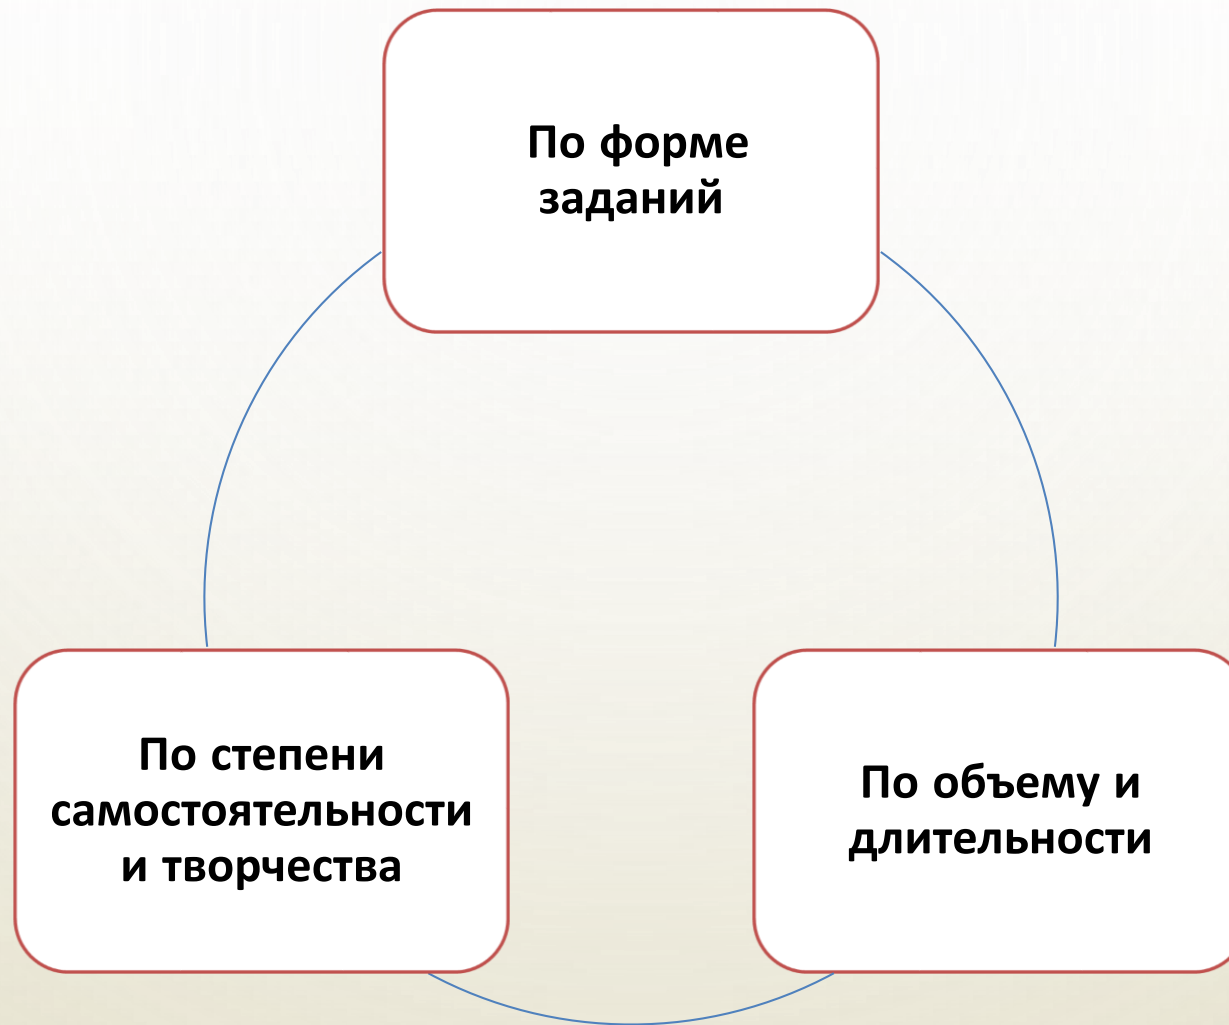 По форме
заданий
По степени
самостоятельности
и творчества
По объему и
длительности